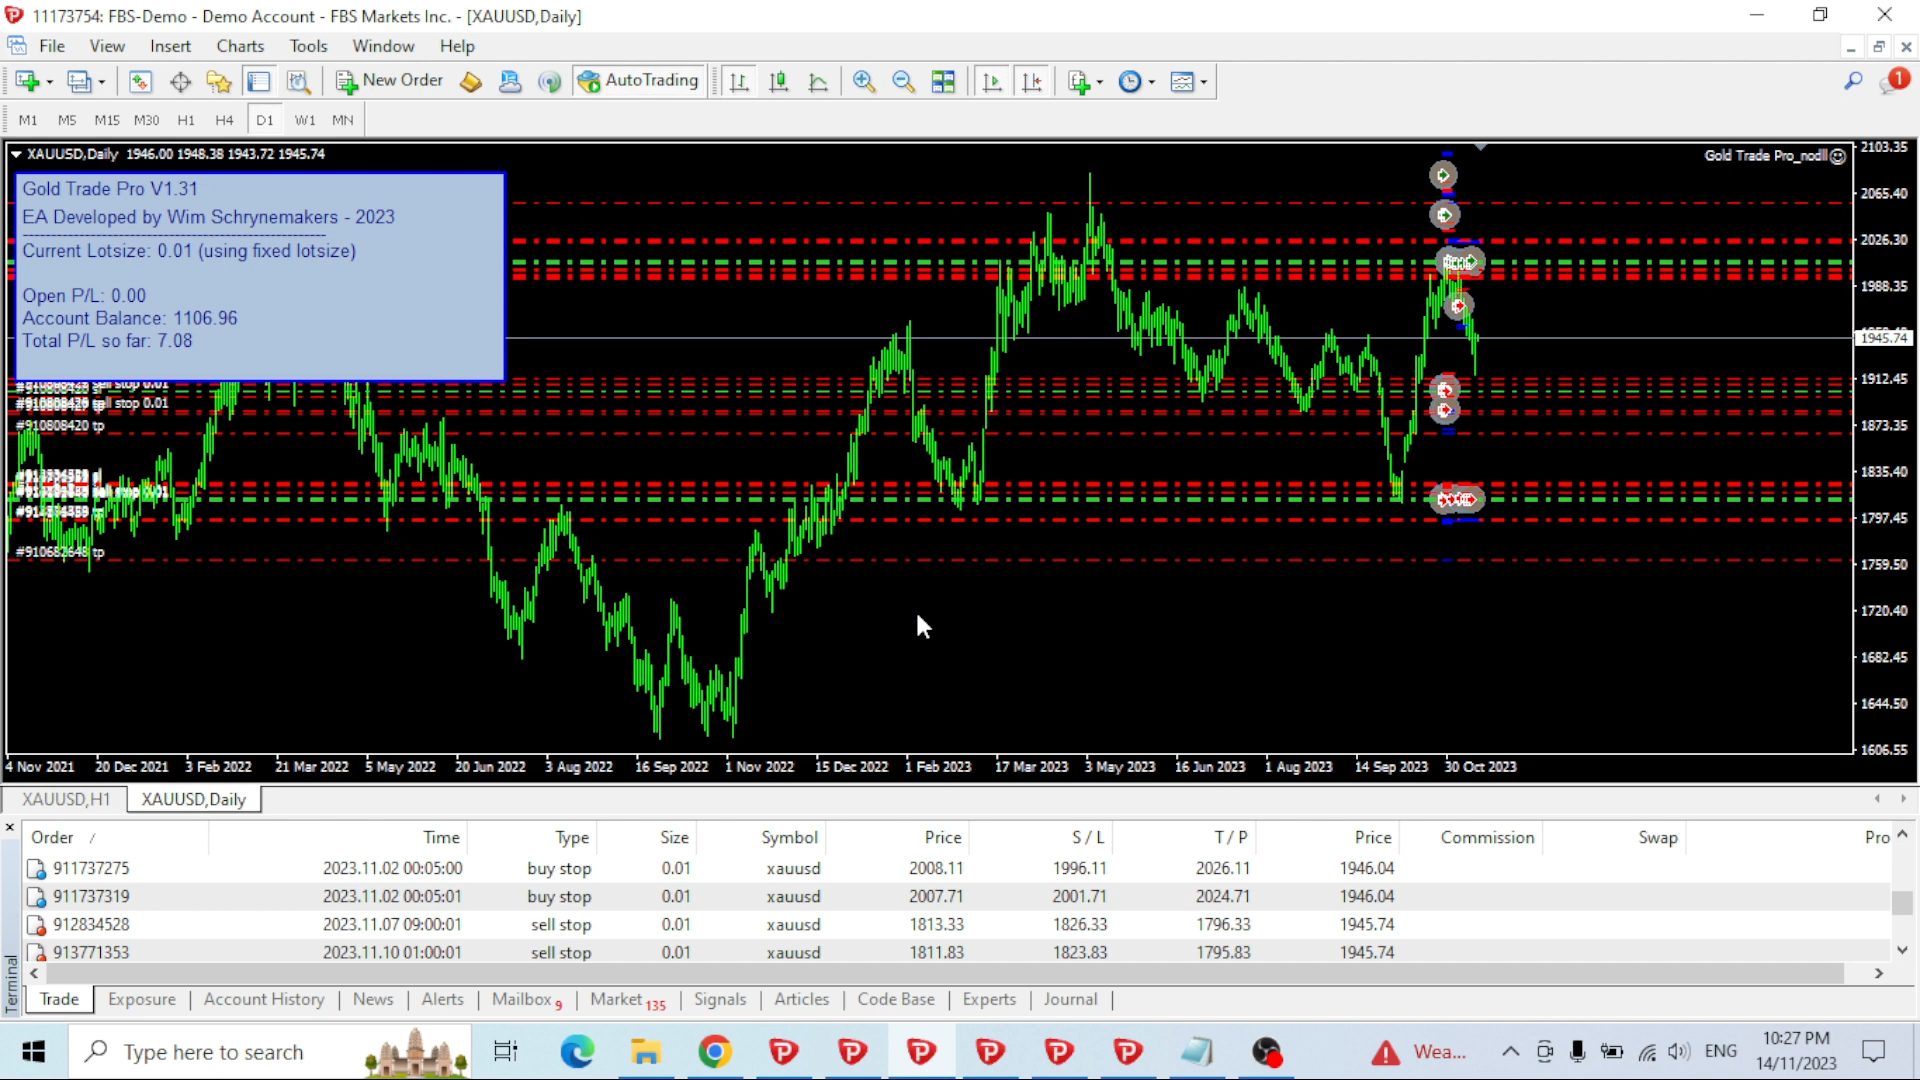 11173754: FBS-Demo - Demo Account - FBS Markets Inc. - [XAUUSD,Daily]
File View Insert Charts Tools Window Help
New Order AutoTrading
1
M1 M5 M15 M30 H1 H4 D1 W1 MN
XAUUSD,Daily 1946.00 1948.38 1943.72 1945.74
Gold Trade Pro_nodll
Gold Trade Pro V1.31
EA Developed by Wim Schrynemakers - 2023
Current Lotsize: 0.01 (using fixed lotsize)
Open P/L: 0.00
Account Balance: 1106.96
Total P/L so far: 7.08
sell stop 0.01
sell stop 0.01
#910808420 tp
#910682648 tp
2103.35
2065.40
2026.30
1988.35
1945.74
1912.45
1873.35
1835.40
1797.45
1759.50
1720.40
1682.45
1644.50
1606.55
4 Nov 2021 20 Dec 2021 3 Feb 2022 21 Mar 2022 5 May 2022 20 Jun 2022 3 Aug 2022 16 Sep 2022 1 Nov 2022 15 Dec 2022 1 Feb 2023 17 Mar 2023 3 May 2023 16 Jun 2023 1 Aug 2023 14 Sep 2023 30 Oct 2023
XAUUSD,H1 XAUUSD,Daily
Order / Time Type Size Symbol Price S / L T / P Price Commission Swap Pro
911737275 2023.11.02 00:05:00 buy stop 0.01 xauusd 2008.11 1996.11 2026.11 1946.04
911737319 2023.11.02 00:05:01 buy stop 0.01 xauusd 2007.71 2001.71 2024.71 1946.04
912834528 2023.11.07 09:00:01 sell stop 0.01 xauusd 1813.33 1826.33 1796.33 1945.74
913771353 2023.11.10 01:00:01 sell stop 0.01 xauusd 1811.83 1823.83 1795.83 1945.74
Terminal
Trade Exposure Account History News Alerts Mailbox 9 Market 135 Signals Articles Code Base Experts Journal
Type here to search
Wea...
ENG
10:27 PM
14/11/2023